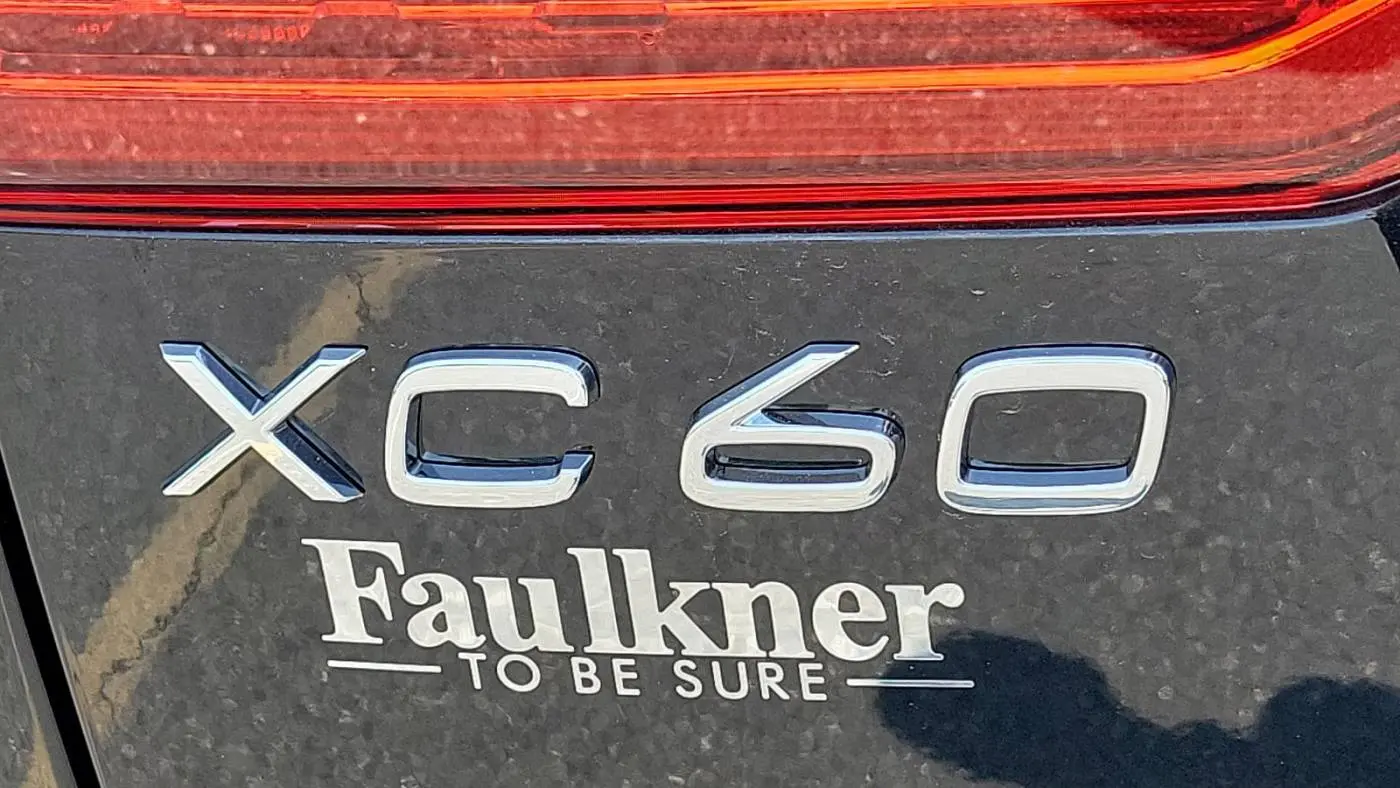 XC60
Faulkner
TO BE SURE